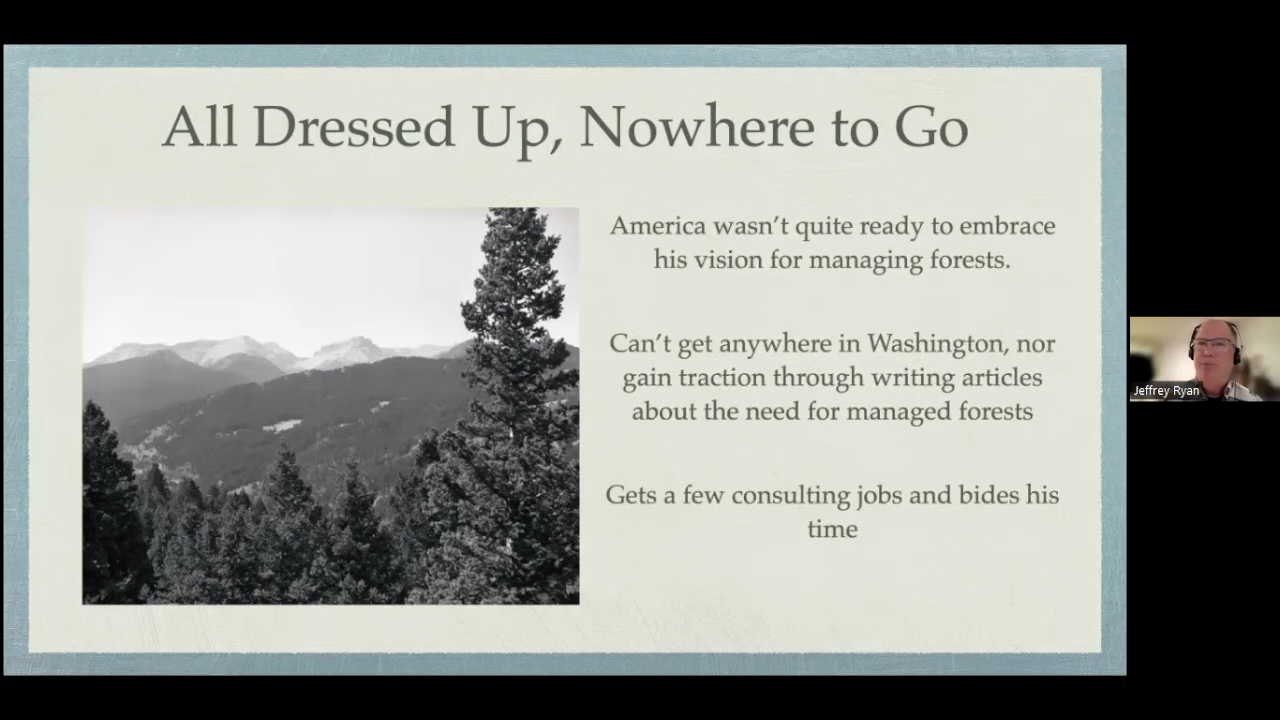 All Dressed Up, Nowhere to Go
America wasn’t quite ready to embrace
his vision for managing forests.
Can’t get anywhere in Washington, nor
gain traction through writing articles
about the need for managed forests
Gets a few consulting jobs and bides his
time
Jeffrey Ryan